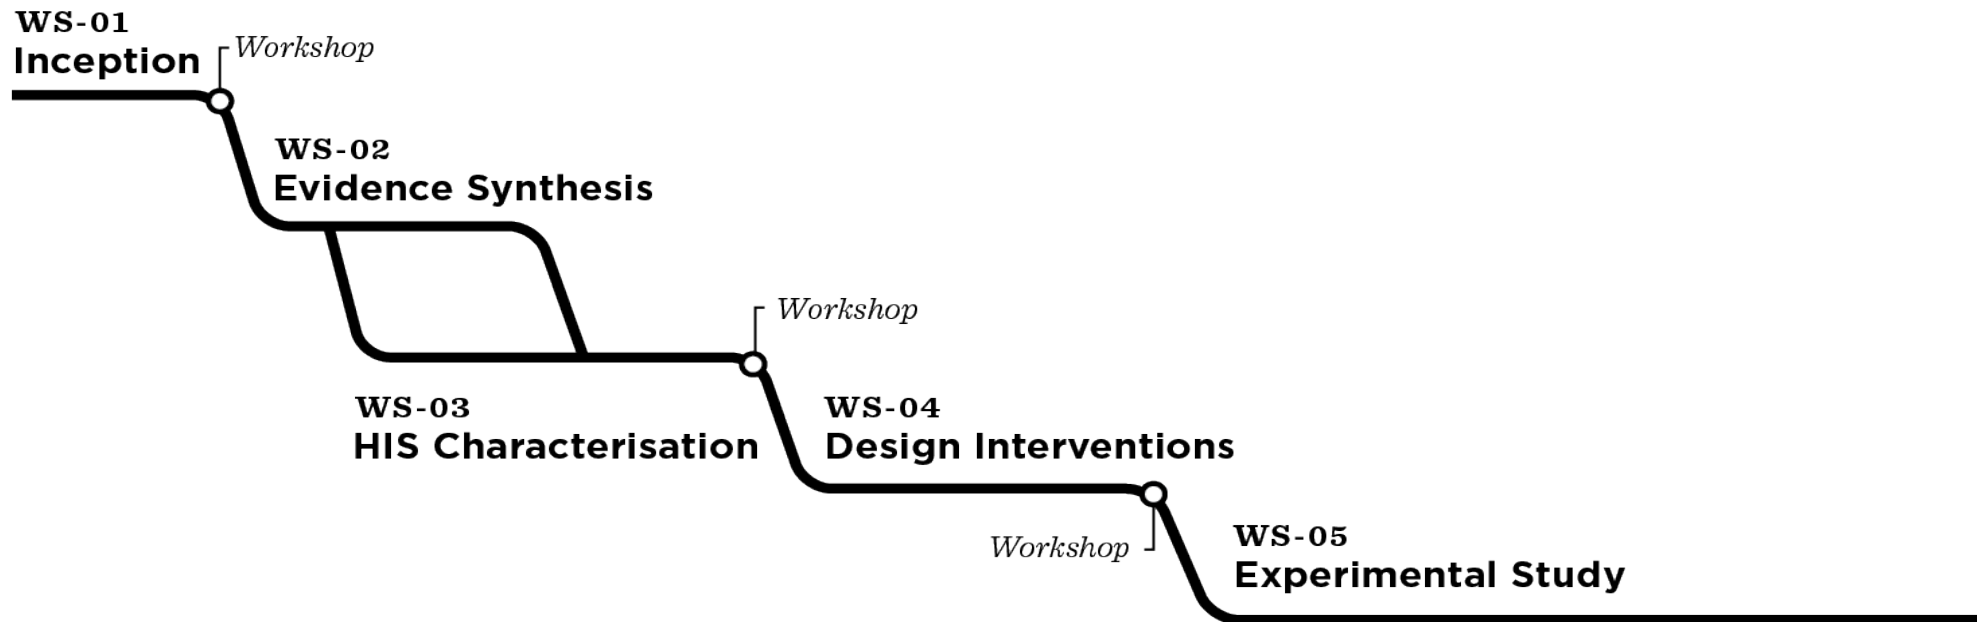 WS-01
Inception
Workshop
WS-02
Evidence Synthesis
Workshop
WS-03
HIS Characterisation
WS-04
Design Interventions
Workshop
WS-05
Experimental Study